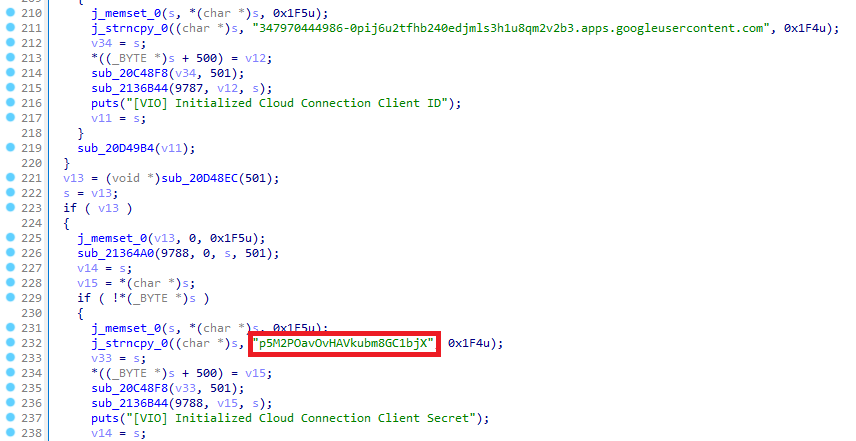 210 {
211 j_memset_0(s, *(char *)s, 0x1F5u);
j_strncpy_0((char *)s, "347970444986-0pij6u2tfhb240edjmls3h1u8qm2v2b3.apps.googleusercontent.com", 0x1F4u);
212 v34 = s;
213 *((_BYTE *)s + 500) = v12;
214 sub_20C48F8(v34, 501);
215 sub_2136B44(9787, v12, s);
216 puts("[VIO] Initialized Cloud Connection Client ID");
217 v11 = s;
218 }
219 sub_20D49B4(v11);
220 }
221 v13 = (void *)sub_20D48EC(501);
222 s = v13;
223 if ( v13 )
224 {
225 j_memset_0(v13, 0, 0x1F5u);
226 sub_21364A0(9788, 0, s, 501);
227 v14 = s;
228 v15 = *(char *)s;
229 if ( !*(_BYTE *)s )
230 {
231 j_memset_0(s, *(char *)s, 0x1F5u);
232 j_strncpy_0((char *)s, "p5M2POavOvHAVkubm8GC1bjX", 0x1F4u);
233 v33 = s;
234 *((_BYTE *)s + 500) = v15;
235 sub_20C48F8(v33, 501);
236 sub_2136B44(9788, v15, s);
237 puts("[VIO] Initialized Cloud Connection Client Secret");
238 v14 = s;